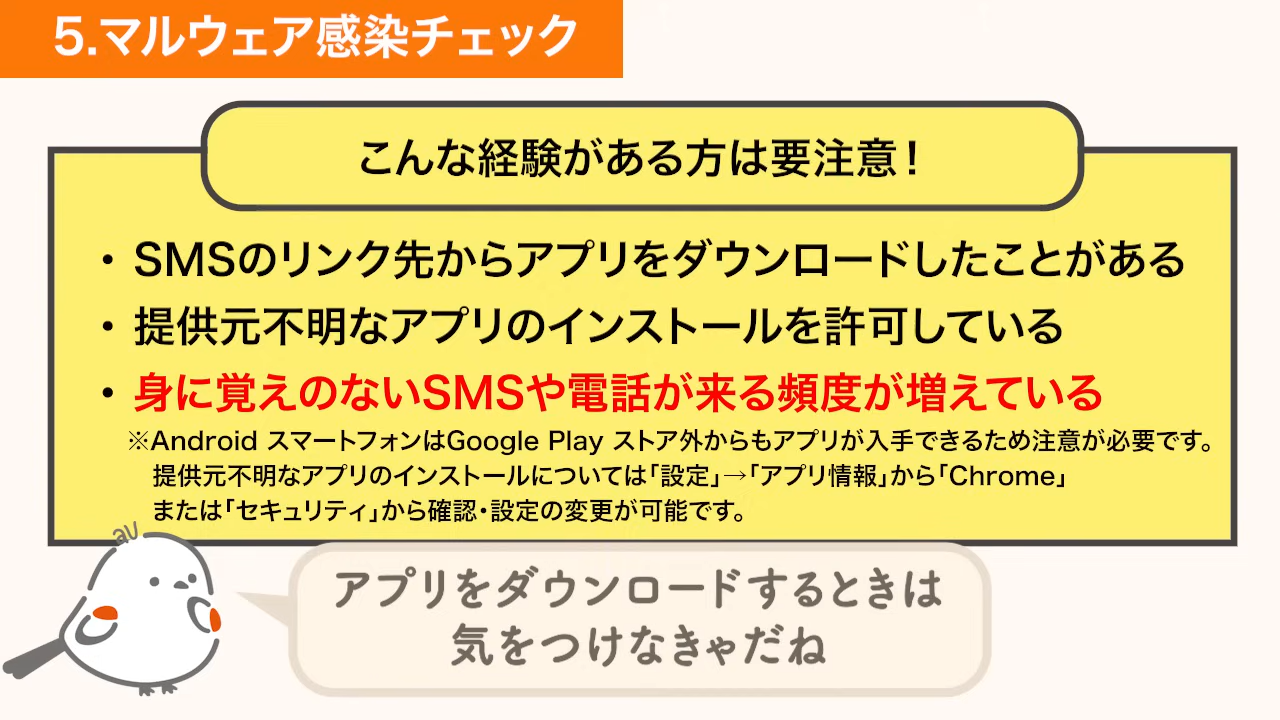 5.マルウェア感染チェック
こんな経験がある方は要注意！
・SMSのリンク先からアプリをダウンロードしたことがある
・提供元不明なアプリのインストールを許可している
・身に覚えのないSMSや電話が来る頻度が増えている
※Android スマートフォンはGoogle Play ストア外からもアプリが入手できるため注意が必要です。
提供元不明なアプリのインストールについては「設定」→「アプリ情報」から「Chrome」
または「セキュリティ」から確認・設定の変更が可能です。
au
アプリをダウンロードするときは
気をつけなきゃだね